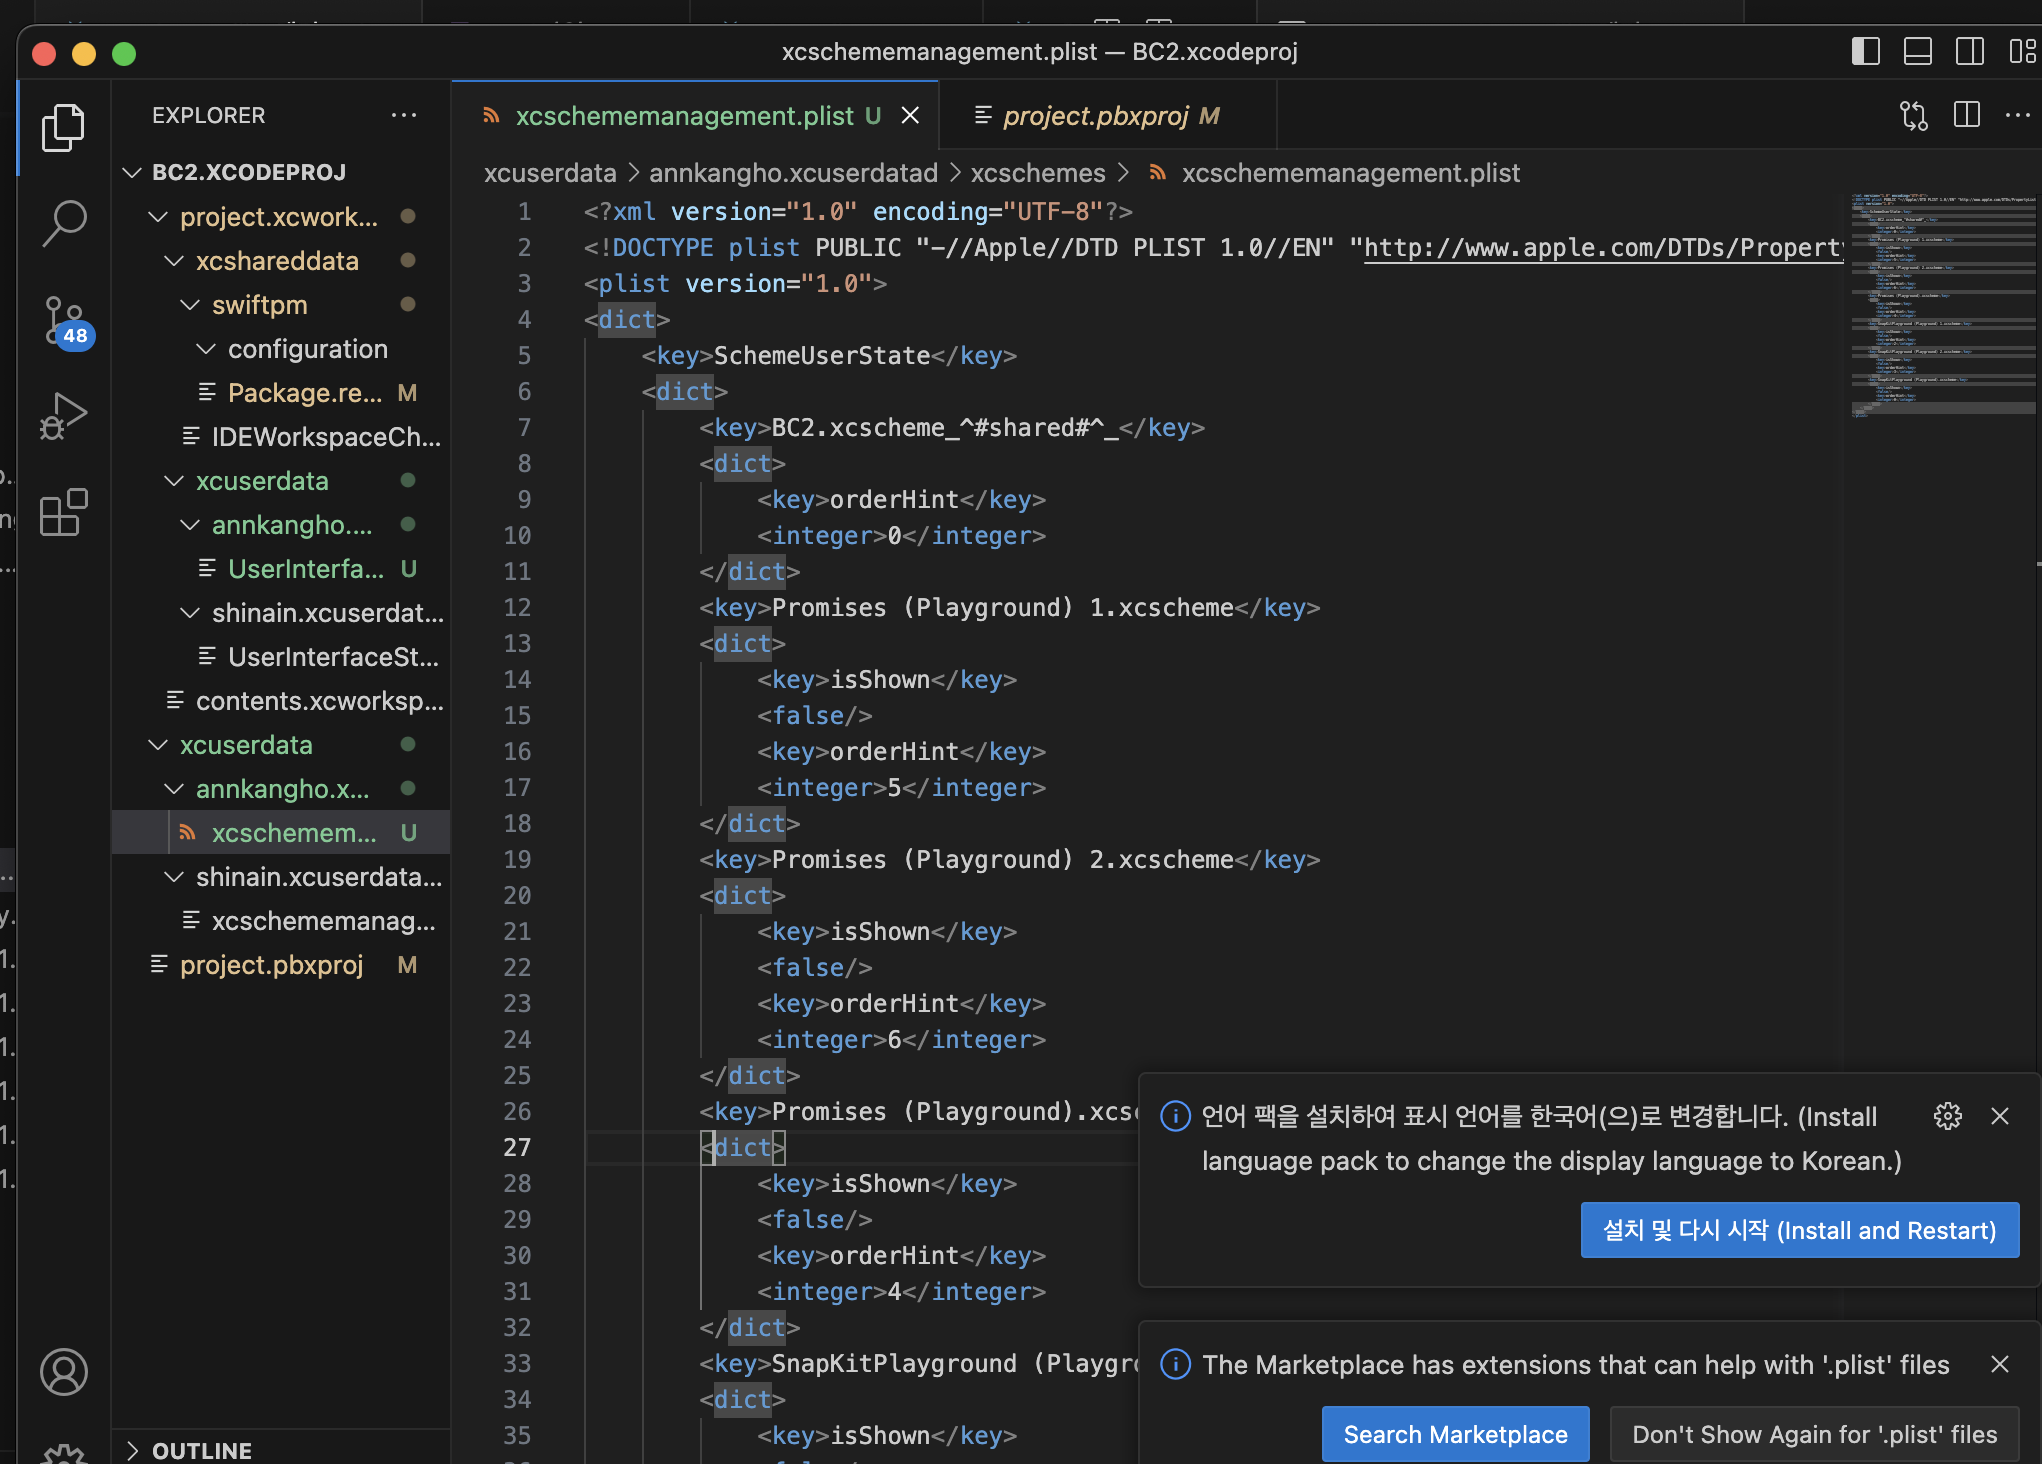 xcschememanagement.plist — BC2.xcodeproj
EXPLORER
BC2.XCODEPROJ
project.xcwork...
xcshareddata
swiftpm
configuration
Package.re... M
IDEWorkspaceCh...
xcuserdata
annkangho....
UserInterfa... U
shinain.xcuserdat...
UserInterfaceSt...
contents.xcworksp...
xcuserdata
annkangho.x...
xcschemem... U
shinain.xcuserdata...
xcschememanag...
project.pbxproj M
OUTLINE
48
xcschememanagement.plist U
project.pbxproj M
xcuserdata > annkangho.xcuserdatad > xcschemes > xcschememanagement.plist
1 <?xml version="1.0" encoding="UTF-8"?>
2 <!DOCTYPE plist PUBLIC "-//Apple//DTD PLIST 1.0//EN" "http://www.apple.com/DTDs/Property
3 <plist version="1.0">
4 <dict>
5 <key>SchemeUserState</key>
6 <dict>
7 <key>BC2.xcscheme_^#shared#^_</key>
8 <dict>
9 <key>orderHint</key>
10 <integer>0</integer>
11 </dict>
12 <key>Promises (Playground) 1.xcscheme</key>
13 <dict>
14 <key>isShown</key>
15 <false/>
16 <key>orderHint</key>
17 <integer>5</integer>
18 </dict>
19 <key>Promises (Playground) 2.xcscheme</key>
20 <dict>
21 <key>isShown</key>
22 <false/>
23 <key>orderHint</key>
24 <integer>6</integer>
25 </dict>
26 <key>Promises (Playground).xcs
27 <dict>
28 <key>isShown</key>
29 <false/>
30 <key>orderHint</key>
31 <integer>4</integer>
32 </dict>
33 <key>SnapKitPlayground (Playgr
34 <dict>
35 <key>isShown</key>
언어 팩을 설치하여 표시 언어를 한국어(으)로 변경합니다. (Install
language pack to change the display language to Korean.)
설치 및 다시 시작 (Install and Restart)
The Marketplace has extensions that can help with '.plist' files
Search Marketplace
Don't Show Again for '.plist' files